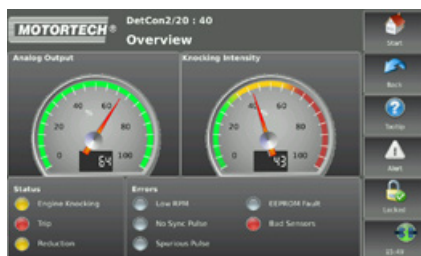 MOTORTECH®
DetCon2/20 : 40
Overview
Start
Analog Output
Knocking Intensity
Back
0 20 40 60 80 100
64
0 20 40 60 80 100
43
Tooltip
Alert
Status
Errors
Engine Knocking
Low RPM
EEPROM Fault
Locked
Trip
No Sync Pulse
Bad Sensors
Reduction
Spurious Pulse
15:49